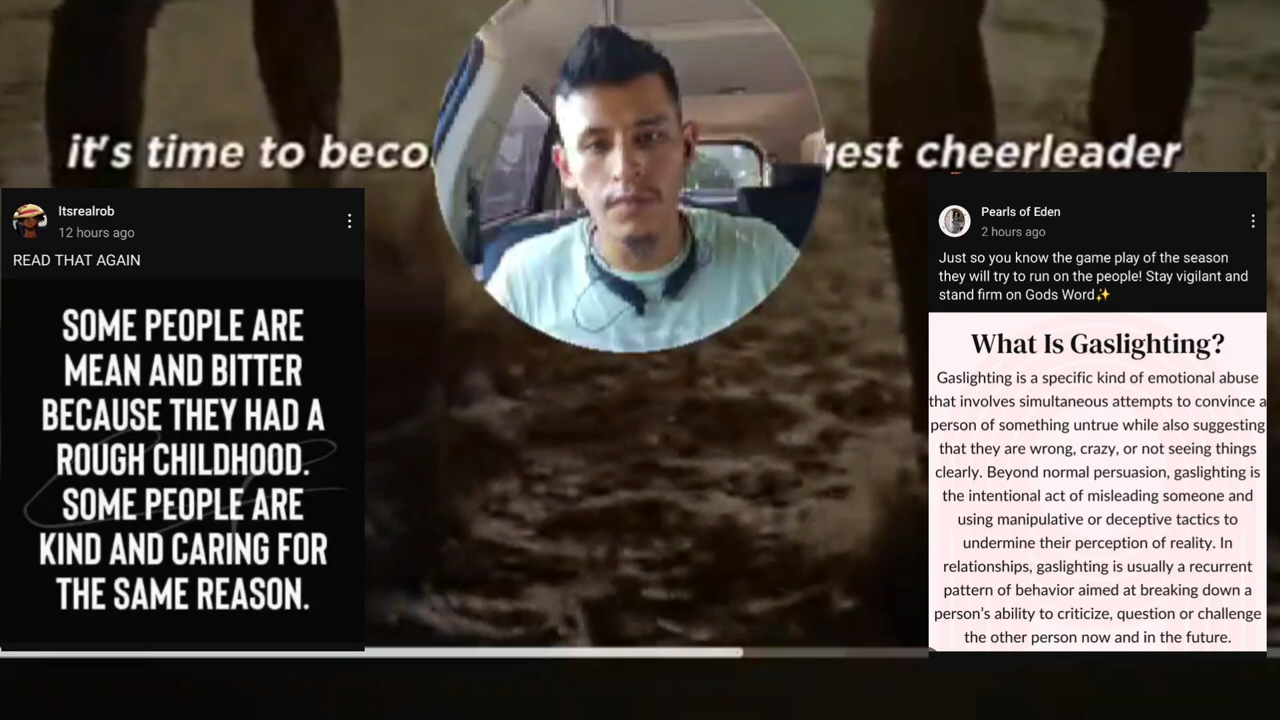 it's time to beco
gest cheerleader
Itsrealrob
12 hours ago
READ THAT AGAIN
SOME PEOPLE ARE
MEAN AND BITTER
BECAUSE THEY HAD A
ROUGH CHILDHOOD.
SOME PEOPLE ARE
KIND AND CARING FOR
THE SAME REASON.
Pearls of Eden
2 hours ago
Just so you know the game play of the season
they will try to run on the people! Stay vigilant and
stand firm on Gods Word✨
What Is Gaslighting?
Gaslighting is a specific kind of emotional abuse
that involves simultaneous attempts to convince a
person of something untrue while also suggesting
that they are wrong, crazy, or not seeing things
clearly. Beyond normal persuasion, gaslighting is
the intentional act of misleading someone and
using manipulative or deceptive tactics to
undermine their perception of reality. In
relationships, gaslighting is usually a recurrent
pattern of behavior aimed at breaking down a
person's ability to criticize, question or challenge
the other person now and in the future.